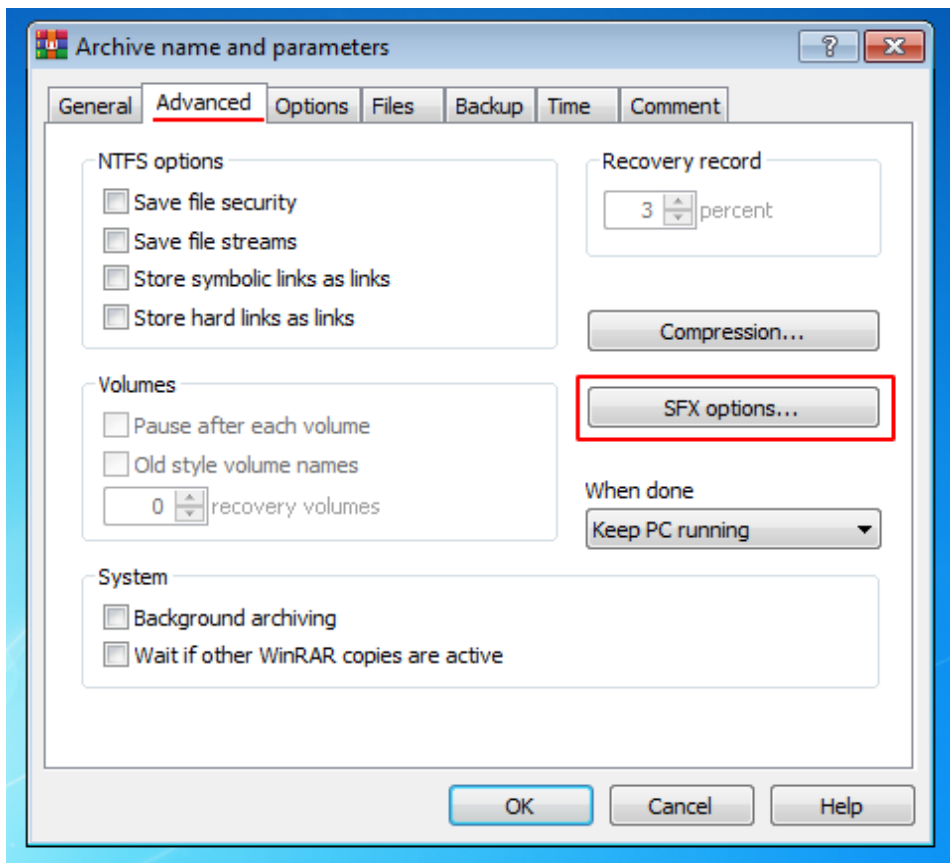 Archive name and parameters
General Advanced Options Files Backup Time Comment
NTFS options
Save file security
Save file streams
Store symbolic links as links
Store hard links as links
Recovery record
3 percent
Compression...
SFX options...
Volumes
Pause after each volume
Old style volume names
0 recovery volumes
When done
Keep PC running
System
Background archiving
Wait if other WinRAR copies are active
OK Cancel Help